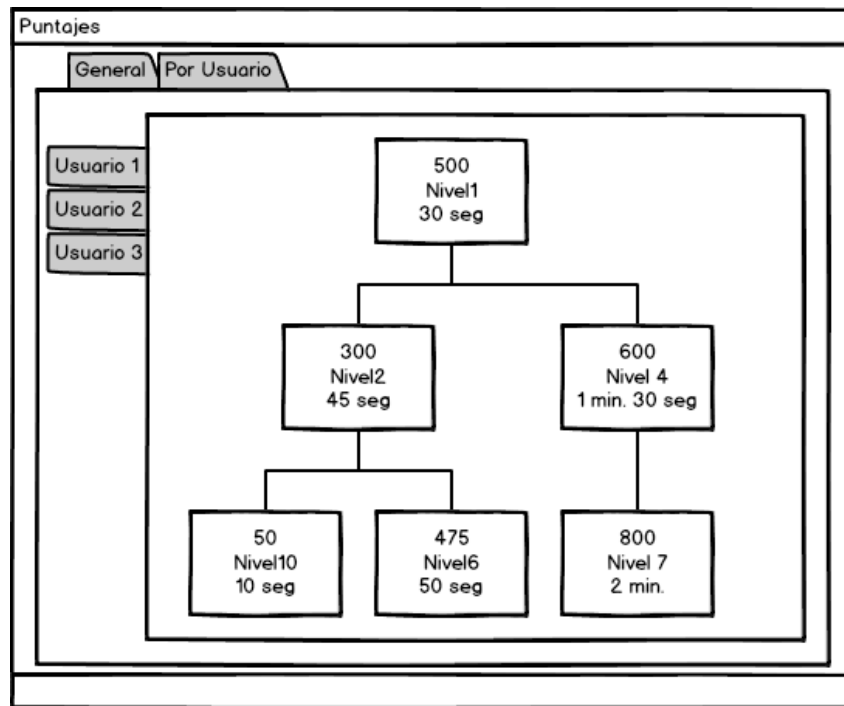 Puntajes
General
Por Usuario
Usuario 1
Usuario 2
Usuario 3
500
Nivel1
30 seg
300
Nivel2
45 seg
600
Nivel 4
1 min. 30 seg
50
Nivel10
10 seg
475
Nivel6
50 seg
800
Nivel 7
2 min.